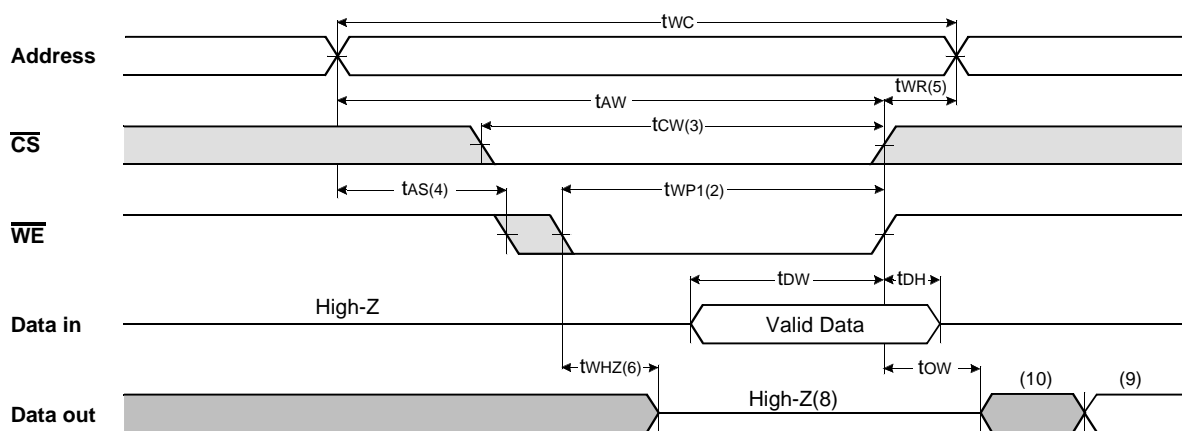 tWC
Address
tWR(5)
tAW
tCW(3)
CS
tAS(4)
tWP1(2)
WE
tDW
tDH
High-Z
Data in
Valid Data
tWHZ(6)
tOW
High-Z(8)
(10)
(9)
Data out